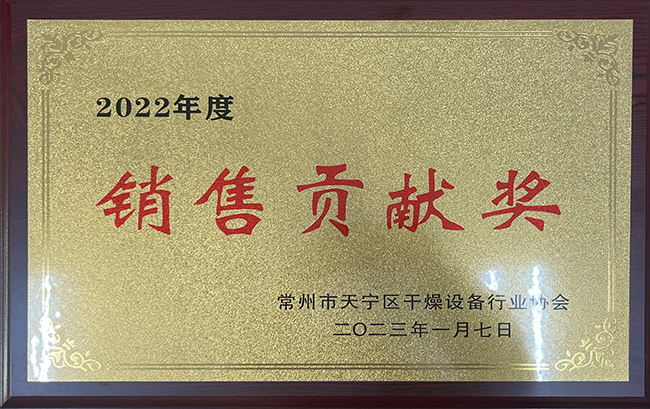 2022年度
销售贡献奖
常州市天宁区干燥设备行业协会
二〇二三年一月七日